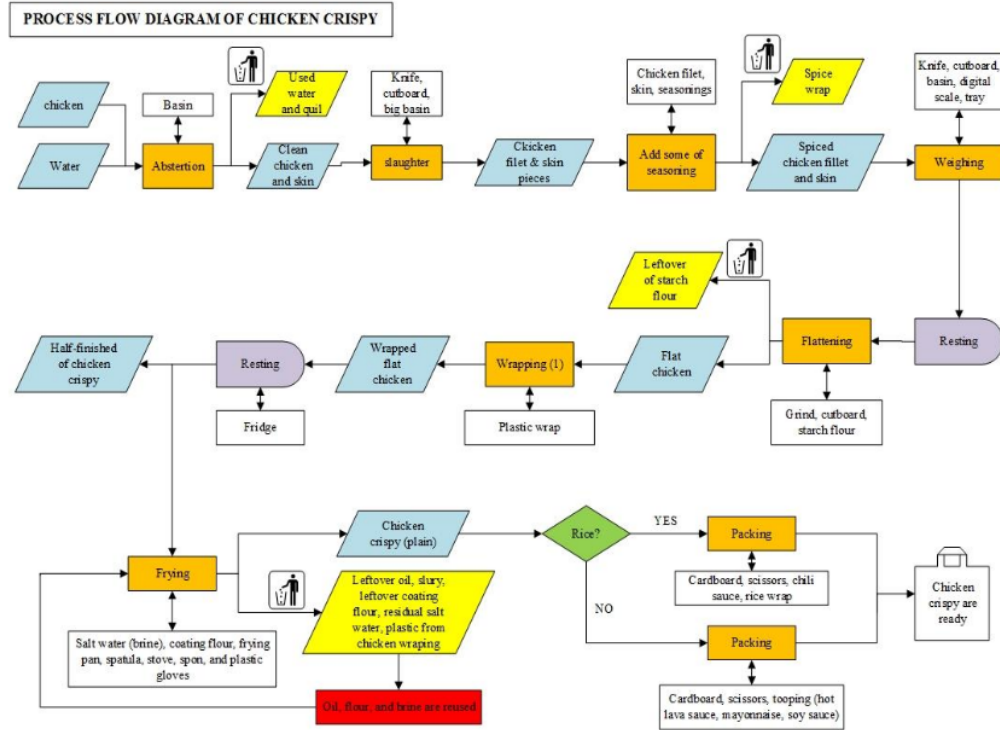 PROCESS FLOW DIAGRAM OF CHICKEN CRISPY
chicken
Water
Basin
Abstertion
Used
water
and quil
Clean
chicken
and skin
Knife,
cutboard,
big basin
slaughter
Ckicken
filet & skin
pieces
Chicken filet,
skin, seasonings
Add some of
seasoning
Spice
wrap
Spiced
chicken fillet
and skin
Knife, cutboard,
basin, digital
scale, tray
Weighing
Leftover
of starch
flour
Half-finished
of chicken
crispy
Resting
Fridge
Wrapped
flat
chicken
Wrapping (1)
Plastic wrap
Flat
chicken
Flattening
Grind, cutboard,
starch flour
Resting
Frying
Salt water (brine), coating flour, frying
pan, spatula, stove, spon, and plastic
gloves
Chicken
crispy (plain)
Leftover oil, slury,
leftover coating
flour, residual salt
water, plastic from
chicken wraping
Oil, flour, and brine are reused
Rice?
YES
NO
Packing
Cardboard, scissors, chili
sauce, rice wrap
Packing
Cardboard, scissors, tooping (hot
lava sauce, mayonnaise, soy sauce)
Chicken
crispy are
ready